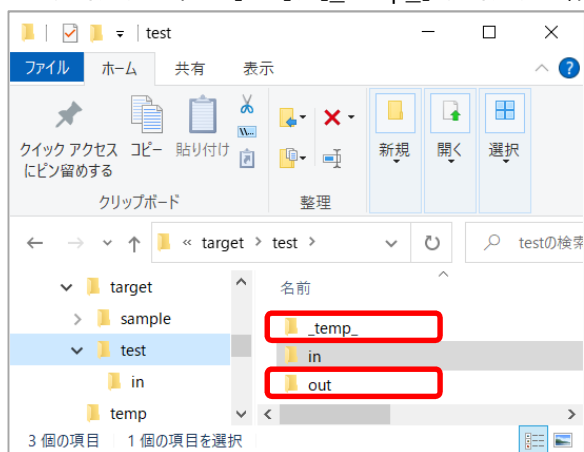 test
ファイル ホーム 共有 表示
クイック アクセス
にピン留めする
コピー
貼り付け
新規
開く
選択
クリップボード
整理
« target > test >
testの検索
target
sample
test
in
temp
名前
_temp_
in
out
3 個の項目 1 個の項目を選択